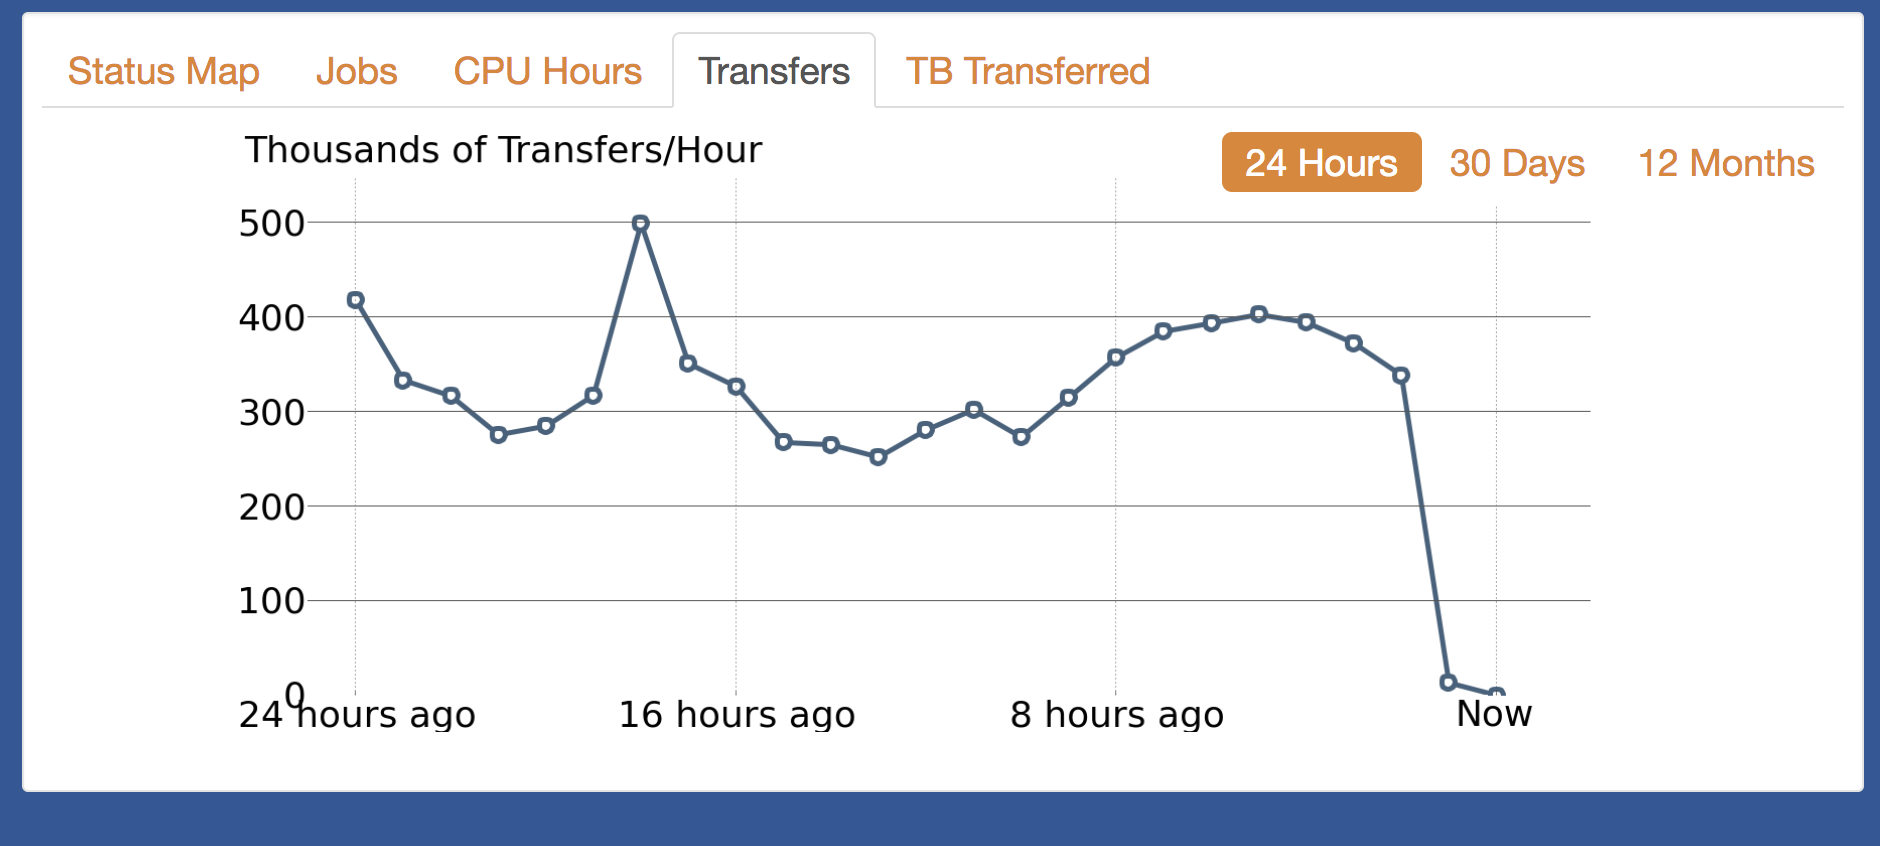 Status Map Jobs CPU Hours Transfers TB Transferred
Thousands of Transfers/Hour
24 Hours 30 Days 12 Months
500
400
300
200
100
0
24 hours ago 16 hours ago 8 hours ago Now